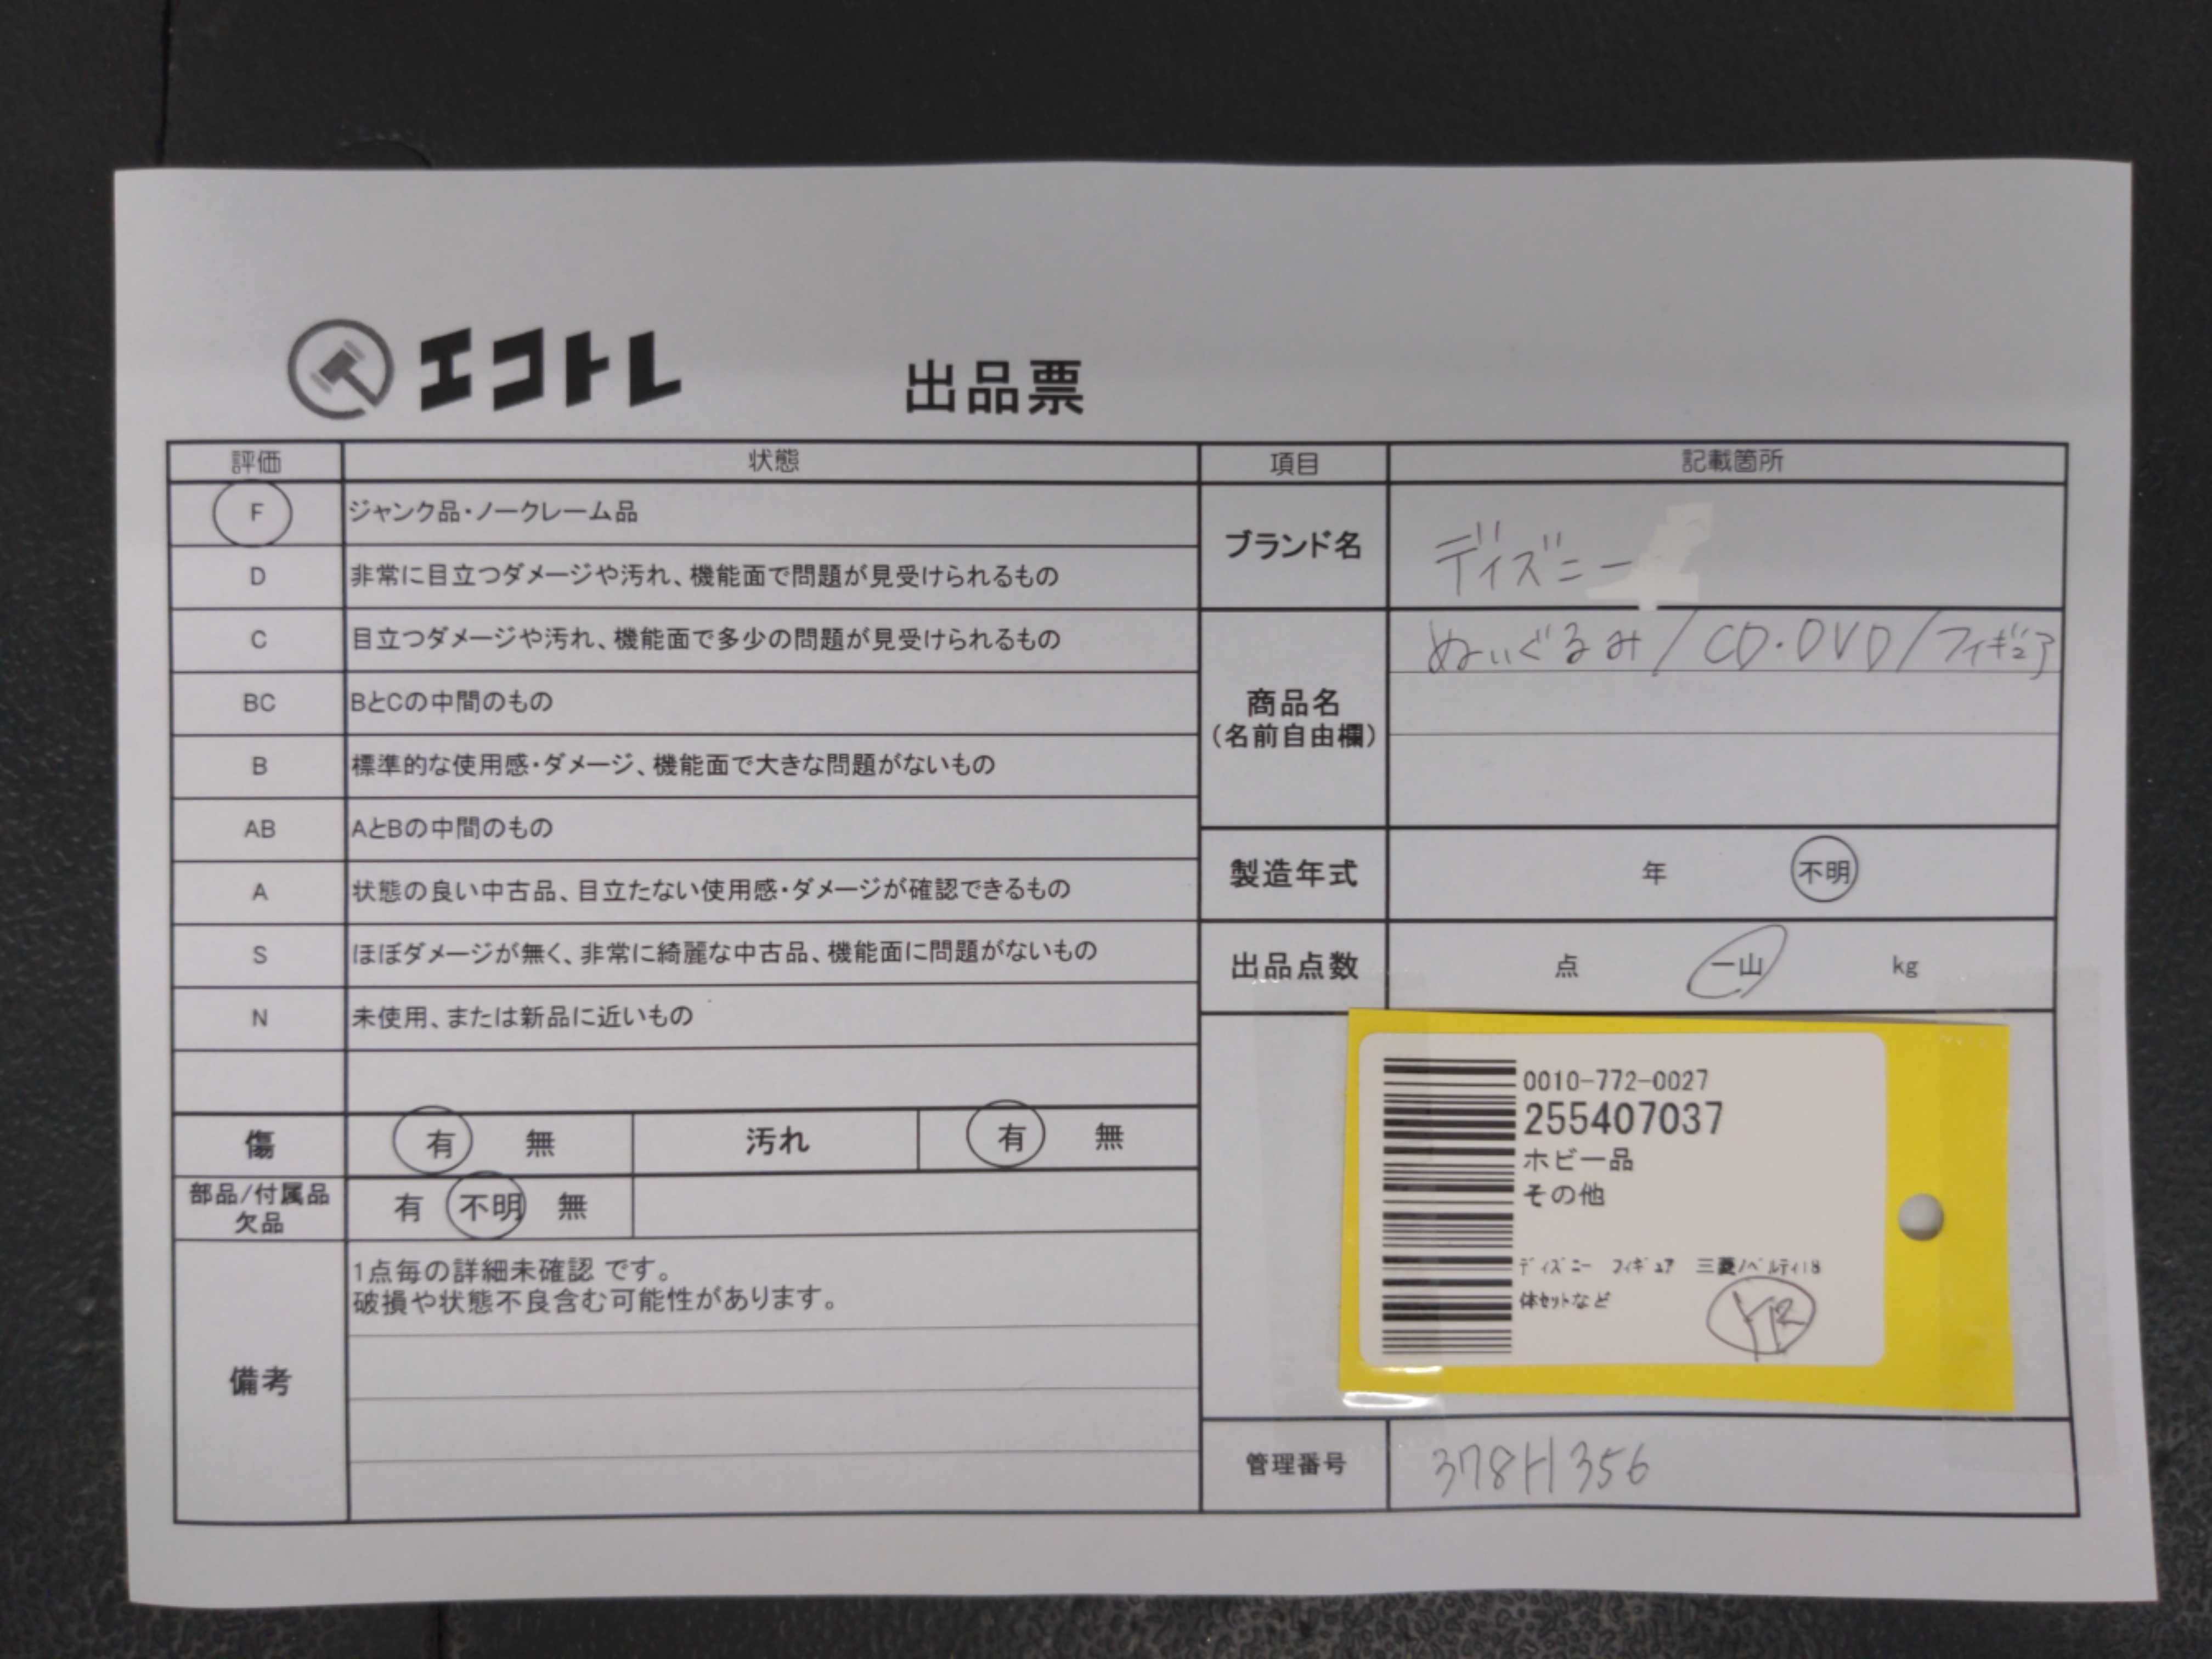 エコトレ
出品票
評価 状態
F ジャンク品・ノークレーム品
D 非常に目立つダメージや汚れ、機能面で問題が見受けられるもの
C 目立つダメージや汚れ、機能面で多少の問題が見受けられるもの
BC BとCの中間のもの
B 標準的な使用感・ダメージ、機能面で大きな問題がないもの
AB AとBの中間のもの
A 状態の良い中古品、目立たない使用感・ダメージが確認できるもの
S ほぼダメージが無く、非常に綺麗な中古品、機能面に問題がないもの
N 未使用、または新品に近いもの
傷 有 無 汚れ 有 無
部品/付属品
欠品
有 不明 無
備考
1点毎の詳細未確認 です。
破損や状態不良含む可能性があります。
項目 記載箇所
ブランド名 ディズニー
商品名
(名前自由欄)
ぬいぐるみ/CD・DVD/フィギュア
製造年式 年 不明
出品点数 点 一山 kg
0010-772-0027
255407037
ホビー品
その他
ディズニー フィギュア 三菱ノベルティ18
体セットなど
管理番号 378H356